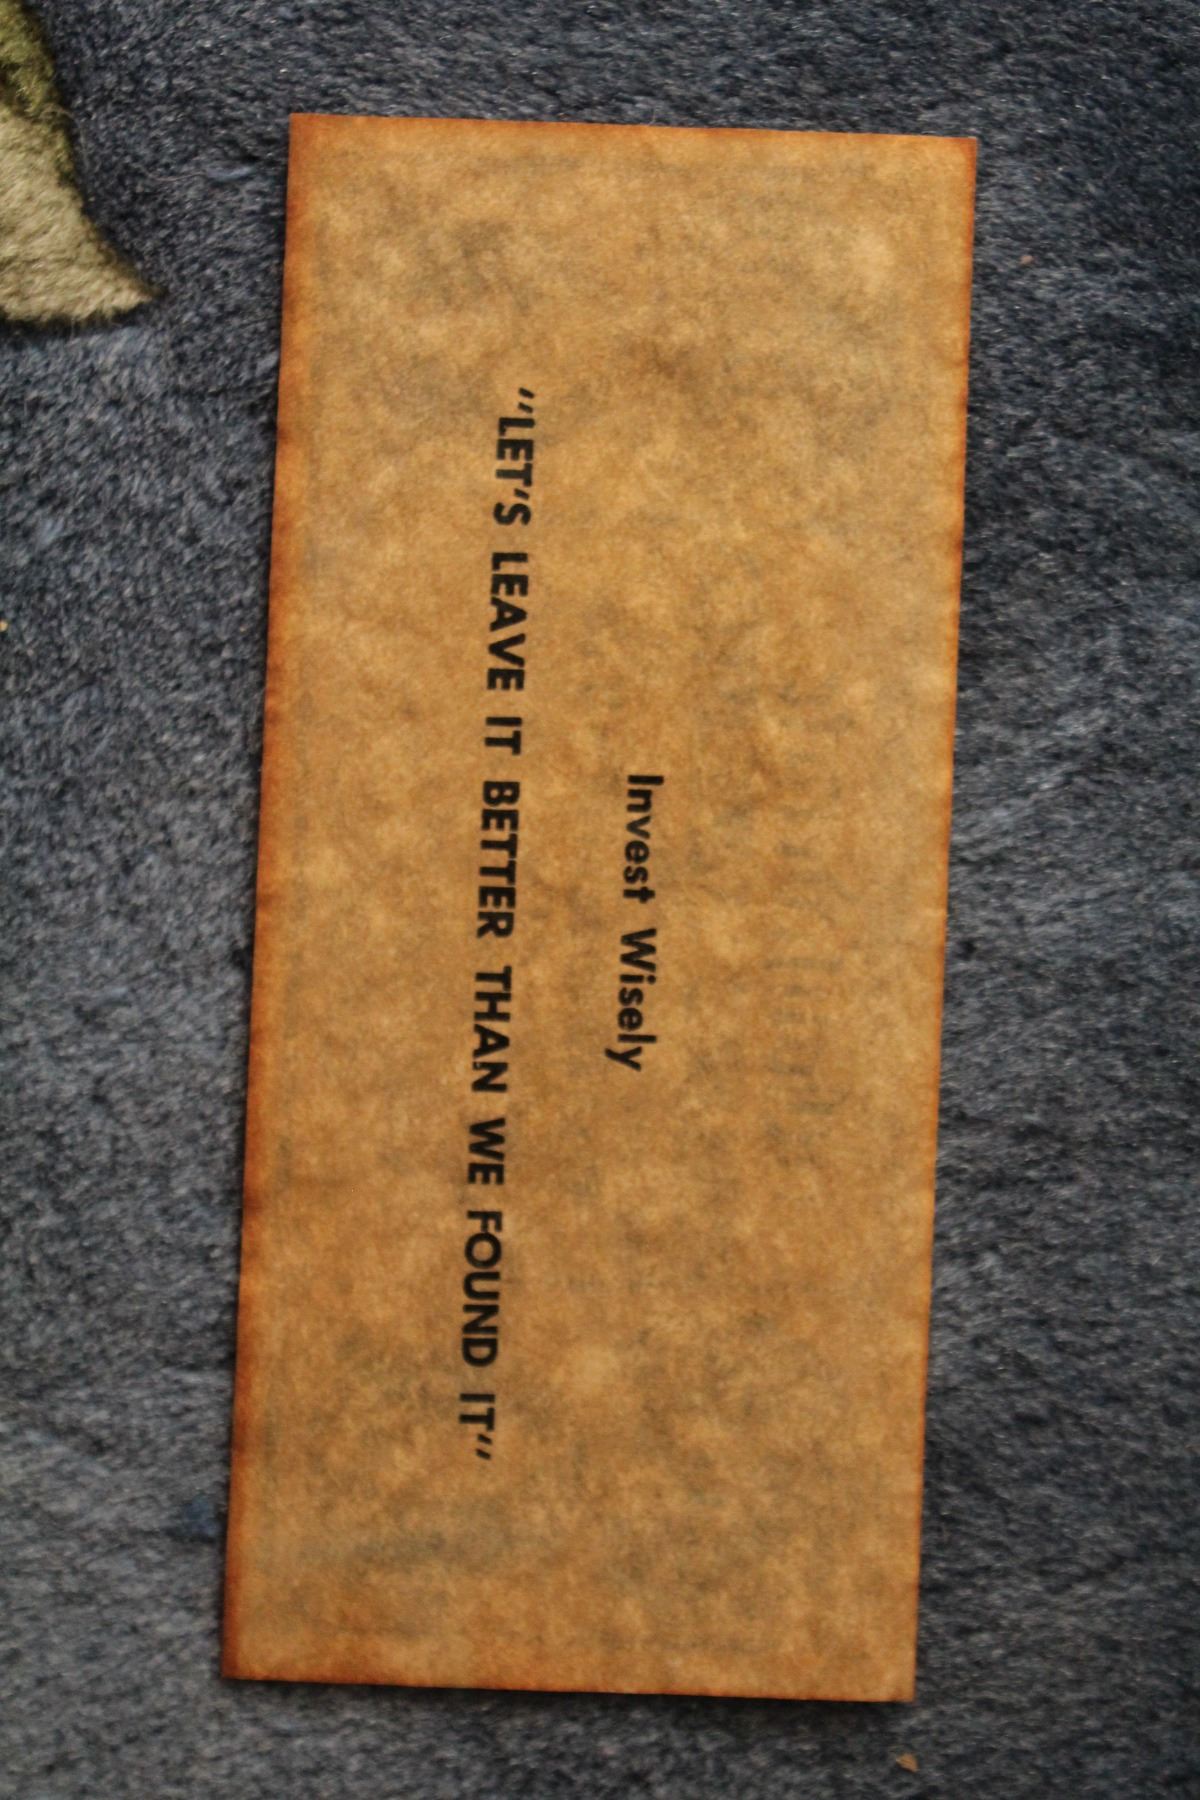 Invest Wisely
“LET'S LEAVE IT BETTER THAN WE FOUND IT”